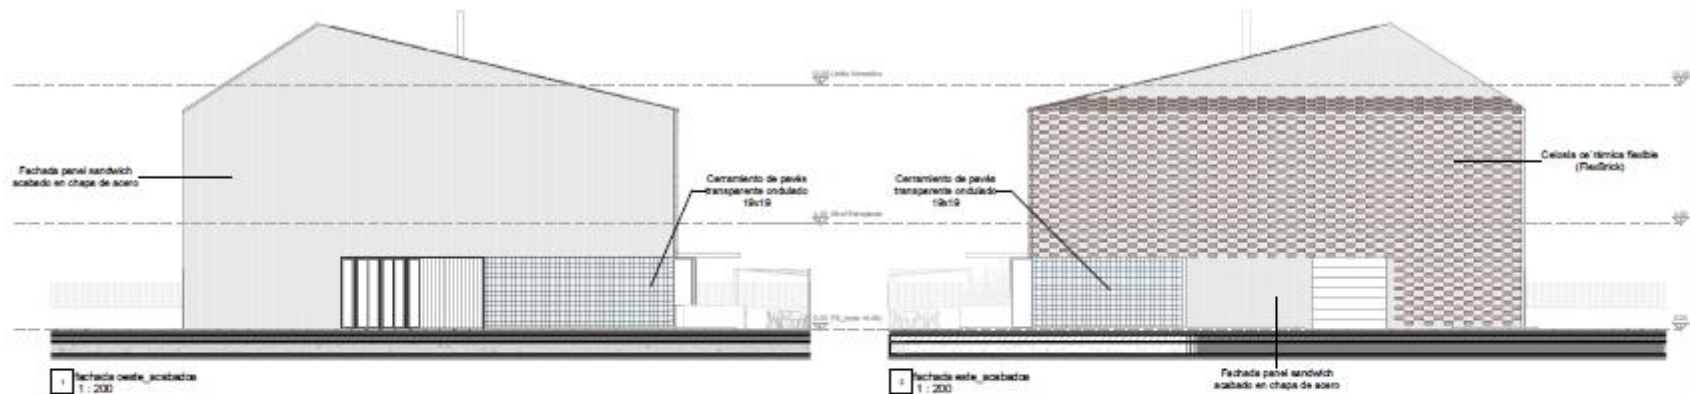 Fachada panel sandwich
acabado en chapa de acero
Cerramiento de pavés
transparente ondulado
19x19
Cerramiento de pavés
transparente ondulado
19x19
Celosía ce´rámica flexible
(FlexBrick)
Fachada panel sandwich
acabado en chapa de acero
1
fachada oeste_acabados
1 : 200
2
fachada este_acabados
1 : 200